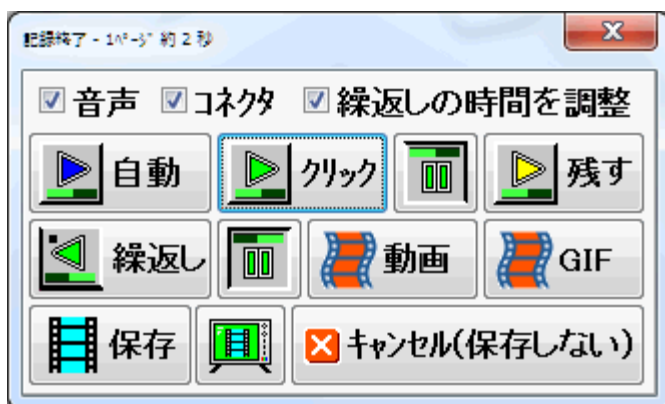 記録終了 - 1ﾍﾟｰｼﾞ 約 2 秒
音声 コネクタ 繰返しの時間を調整
自動 クリック 残す
繰返し 動画 GIF
保存 キャンセル(保存しない)